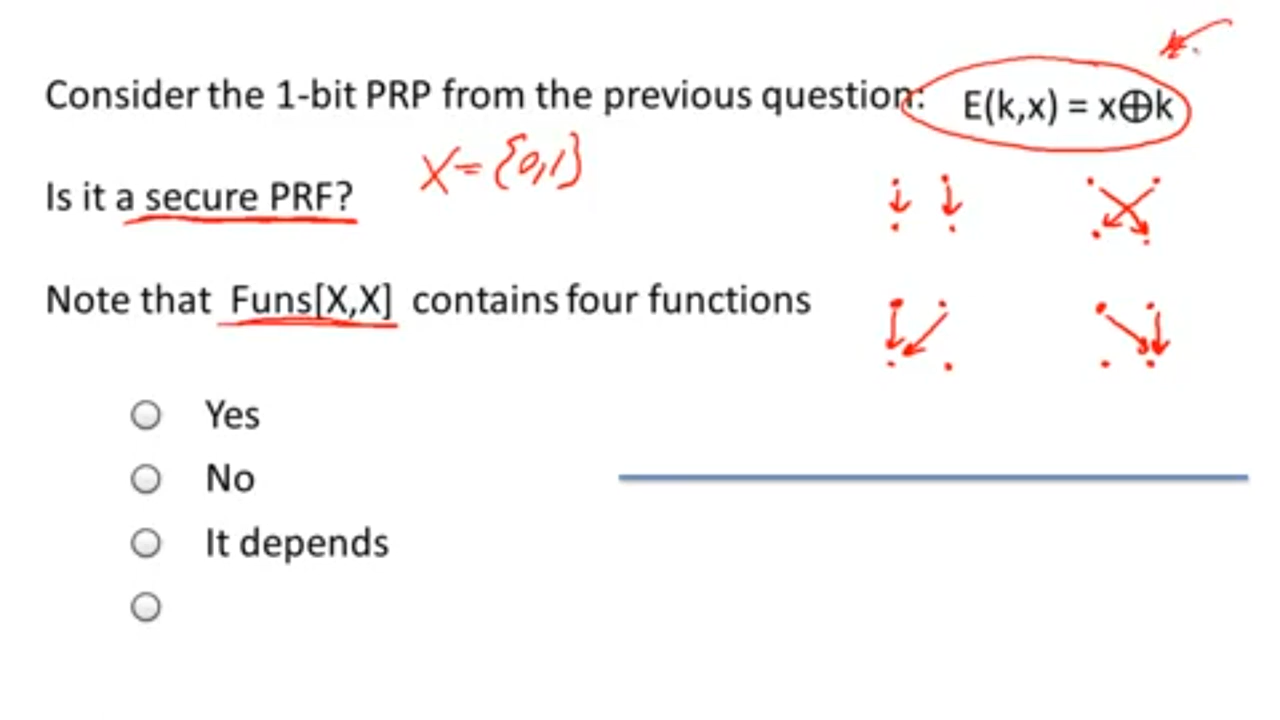 Consider the 1-bit PRP from the previous question: E(k,x) = x⊕k
X = {0,1}
Is it a secure PRF?
Note that Funs[X,X] contains four functions
Yes
No
It depends